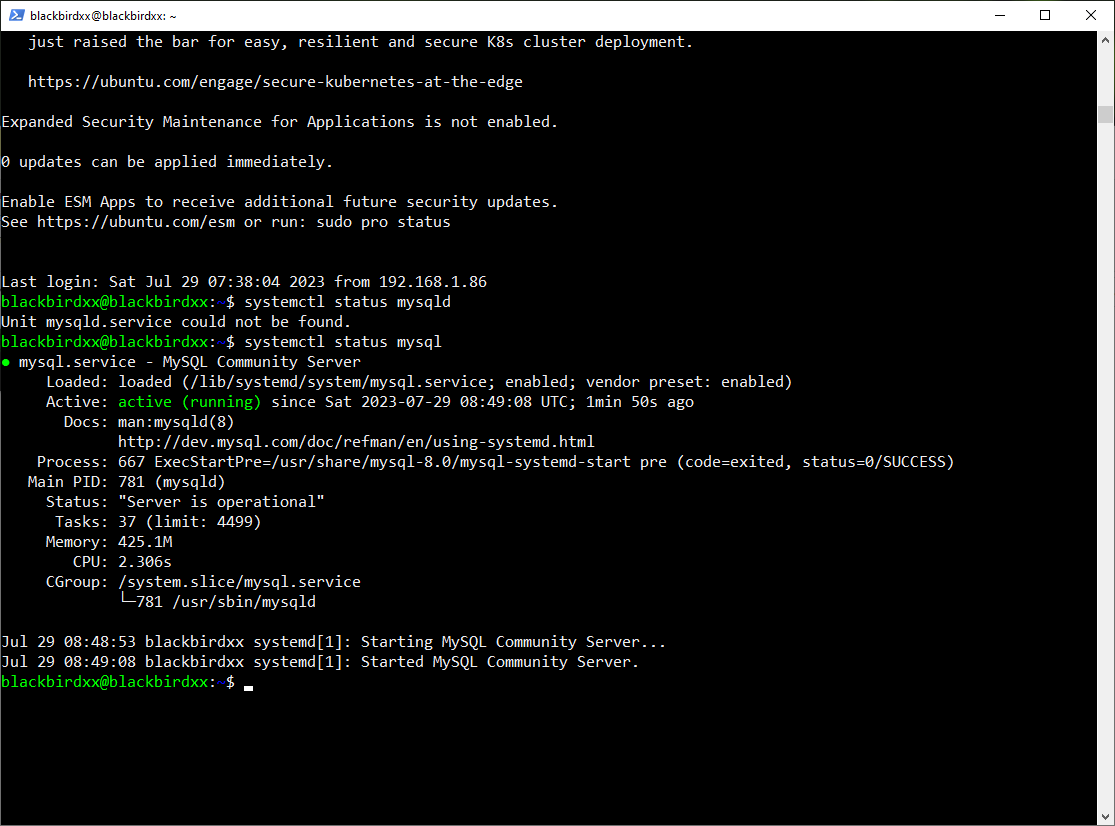 blackbirdxx@blackbirdxx: ~
just raised the bar for easy, resilient and secure K8s cluster deployment.
https://ubuntu.com/engage/secure-kubernetes-at-the-edge
Expanded Security Maintenance for Applications is not enabled.
0 updates can be applied immediately.
Enable ESM Apps to receive additional future security updates.
See https://ubuntu.com/esm or run: sudo pro status
Last login: Sat Jul 29 07:38:04 2023 from 192.168.1.86
blackbirdxx@blackbirdxx:~$ systemctl status mysqld
Unit mysqld.service could not be found.
blackbirdxx@blackbirdxx:~$ systemctl status mysql
● mysql.service - MySQL Community Server
Loaded: loaded (/lib/systemd/system/mysql.service; enabled; vendor preset: enabled)
Active: active (running) since Sat 2023-07-29 08:49:08 UTC; 1min 50s ago
Docs: man:mysqld(8)
http://dev.mysql.com/doc/refman/en/using-systemd.html
Process: 667 ExecStartPre=/usr/share/mysql-8.0/mysql-systemd-start pre (code=exited, status=0/SUCCESS)
Main PID: 781 (mysqld)
Status: "Server is operational"
Tasks: 37 (limit: 4499)
Memory: 425.1M
CPU: 2.306s
CGroup: /system.slice/mysql.service
└─781 /usr/sbin/mysqld
Jul 29 08:48:53 blackbirdxx systemd[1]: Starting MySQL Community Server...
Jul 29 08:49:08 blackbirdxx systemd[1]: Started MySQL Community Server.
blackbirdxx@blackbirdxx:~$